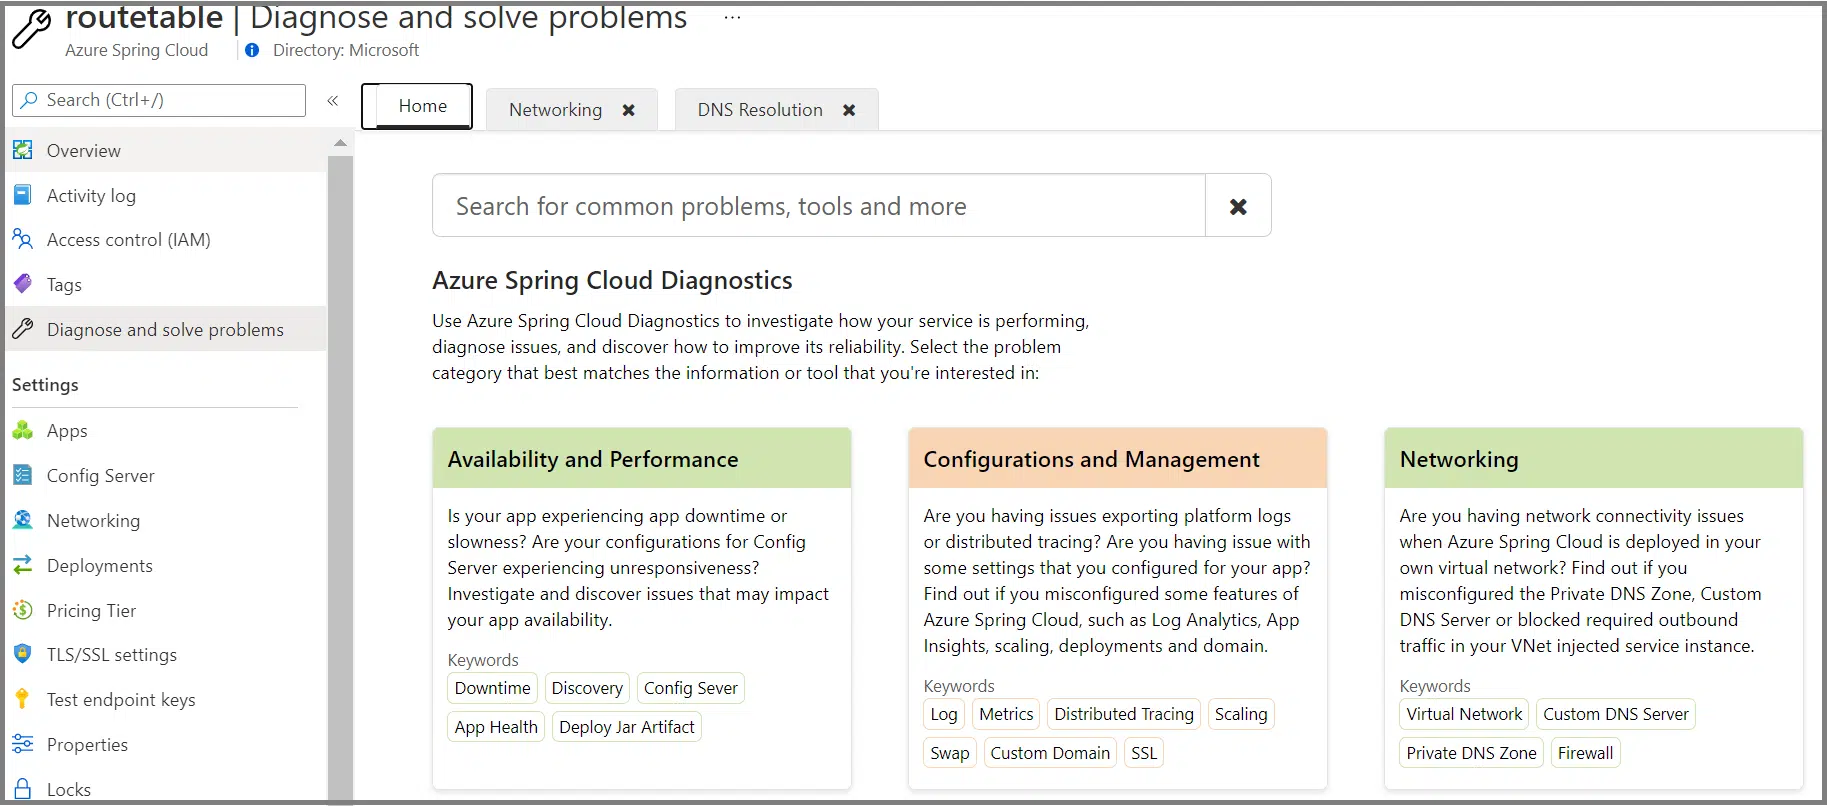 routetable | Diagnose and solve problems ...
Azure Spring Cloud Directory: Microsoft
Search (Ctrl+/) «
Overview
Activity log
Access control (IAM)
Tags
Diagnose and solve problems
Settings
Apps
Config Server
Networking
Deployments
Pricing Tier
TLS/SSL settings
Test endpoint keys
Properties
Locks
Home Networking DNS Resolution
Search for common problems, tools and more
Azure Spring Cloud Diagnostics
Use Azure Spring Cloud Diagnostics to investigate how your service is performing,
diagnose issues, and discover how to improve its reliability. Select the problem
category that best matches the information or tool that you're interested in:
Availability and Performance
Is your app experiencing app downtime or
slowness? Are your configurations for Config
Server experiencing unresponsiveness?
Investigate and discover issues that may impact
your app availability.
Keywords
Downtime Discovery Config Sever
App Health Deploy Jar Artifact
Configurations and Management
Are you having issues exporting platform logs
or distributed tracing? Are you having issue with
some settings that you configured for your app?
Find out if you misconfigured some features of
Azure Spring Cloud, such as Log Analytics, App
Insights, scaling, deployments and domain.
Keywords
Log Metrics Distributed Tracing Scaling
Swap Custom Domain SSL
Networking
Are you having network connectivity issues
when Azure Spring Cloud is deployed in your
own virtual network? Find out if you
misconfigured the Private DNS Zone, Custom
DNS Server or blocked required outbound
traffic in your VNet injected service instance.
Keywords
Virtual Network Custom DNS Server
Private DNS Zone Firewall